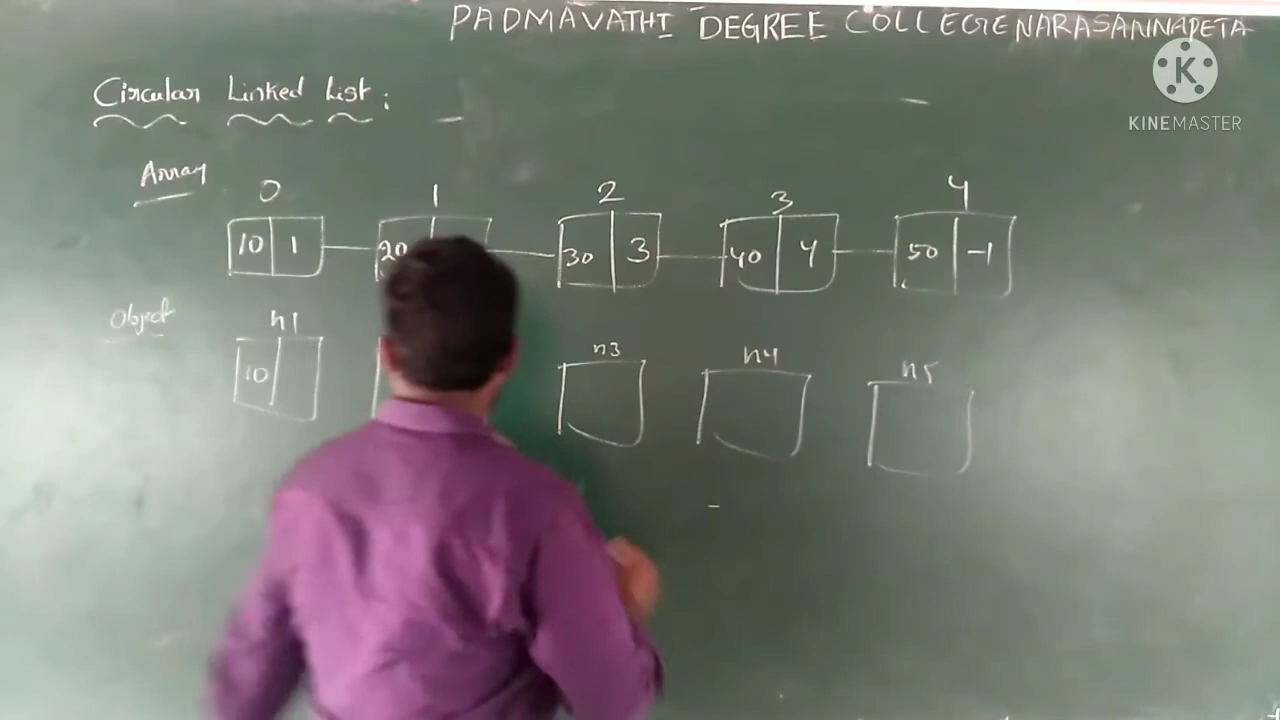 PADMAVATHI DEGREE COLLEGE NARASANNAPETA
K
KINEMASTER
Circular Linked List:
Array
0 1 2 3 4
10 1 20 30 3 40 4 50 -1
Object
n1 n3 n4 n5
10